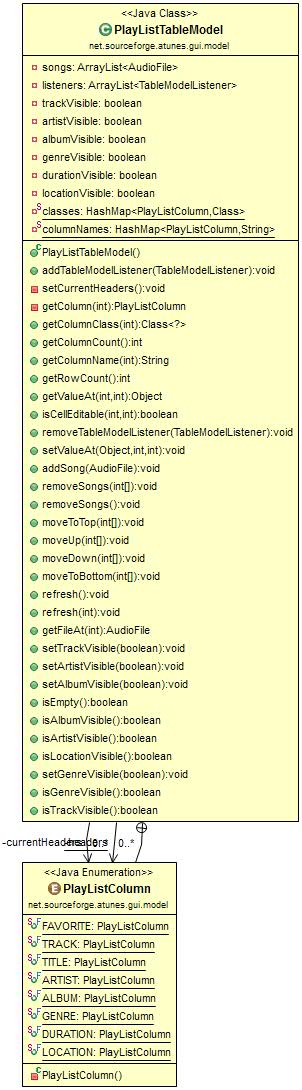 <<Java Class>>
PlayListTableModel
net.sourceforge.atunes.gui.model
songs: ArrayList<AudioFile>
listeners: ArrayList<TableModelListener>
trackVisible: boolean
artistVisible: boolean
albumVisible: boolean
genreVisible: boolean
durationVisible: boolean
locationVisible: boolean
classes: HashMap<PlayListColumn,Class>
columnNames: HashMap<PlayListColumn,String>
PlayListTableModel()
addTableModelListener(TableModelListener):void
setCurrentHeaders():void
getColumn(int):PlayListColumn
getColumnClass(int):Class<?>
getColumnCount():int
getColumnName(int):String
getRowCount():int
getValueAt(int,int):Object
isCellEditable(int,int):boolean
removeTableModelListener(TableModelListener):void
setValueAt(Object,int,int):void
addSong(AudioFile):void
removeSongs(int[]):void
removeSongs():void
moveToTop(int[]):void
moveUp(int[]):void
moveDown(int[]):void
moveToBottom(int[]):void
refresh():void
refresh(int):void
getFileAt(int):AudioFile
setTrackVisible(boolean):void
setArtistVisible(boolean):void
setAlbumVisible(boolean):void
isEmpty():boolean
isAlbumVisible():boolean
isArtistVisible():boolean
isLocationVisible():boolean
setGenreVisible(boolean):void
isGenreVisible():boolean
isTrackVisible():boolean
-currentHeaders 0..*
<<Java Enumeration>>
PlayListColumn
net.sourceforge.atunes.gui.model
FAVORITE: PlayListColumn
TRACK: PlayListColumn
TITLE: PlayListColumn
ARTIST: PlayListColumn
ALBUM: PlayListColumn
GENRE: PlayListColumn
DURATION: PlayListColumn
LOCATION: PlayListColumn
PlayListColumn()